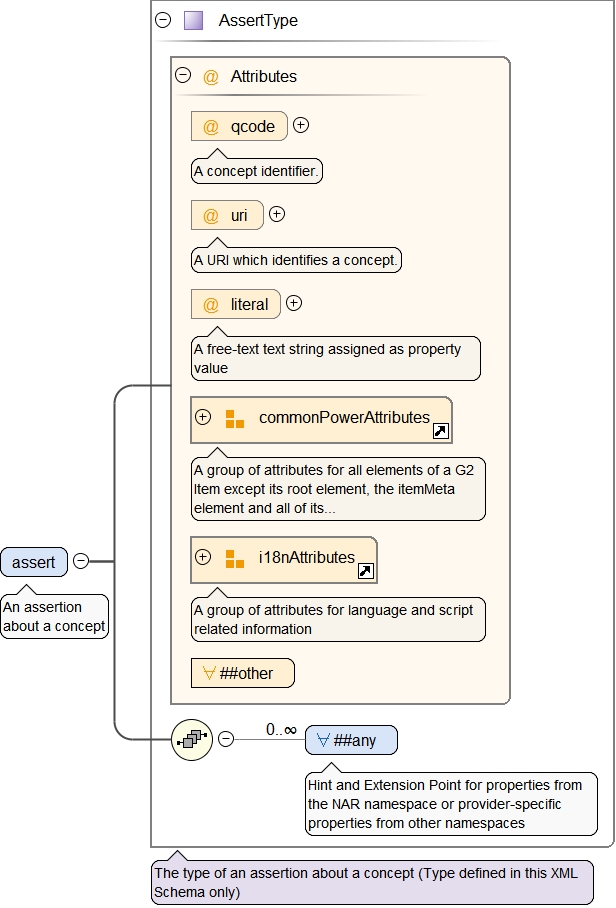 AssertType
@ Attributes
@ qcode
A concept identifier.
@ uri
A URI which identifies a concept.
@ literal
A free-text text string assigned as property
value
commonPowerAttributes
A group of attributes for all elements of a G2
Item except its root element, the itemMeta
element and all of its...
i18nAttributes
A group of attributes for language and script
related information
##other
assert
An assertion
about a concept
0..∞
##any
Hint and Extension Point for properties from
the NAR namespace or provider-specific
properties from other namespaces
The type of an assertion about a concept (Type defined in this XML
Schema only)